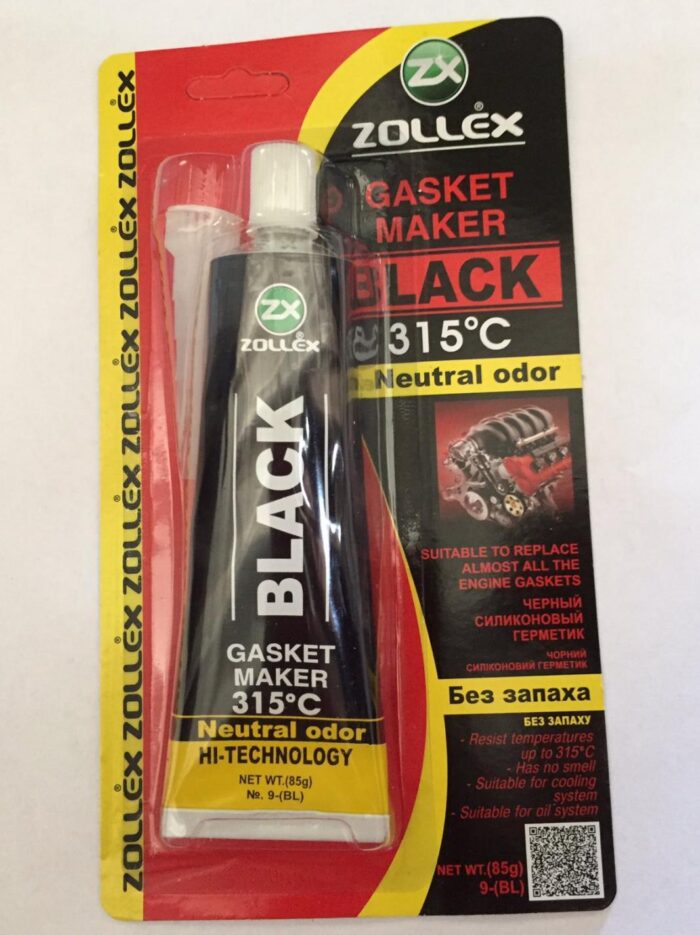 ZX
ZOLLEX®
GASKET
MAKER
BLACK
315°C
Neutral odor
SUITABLE TO REPLACE
ALMOST ALL THE
ENGINE GASKETS
ЧЕРНЫЙ
СИЛИКОНОВЫЙ
ГЕРМЕТИК
ЧОРНИЙ
СИЛІКОНОВИЙ ГЕРМЕТИК
Без запаха
БЕЗ ЗАПАХУ
- Resist temperatures
up to 315°C
- Has no smell
- Suitable for cooling
system
- Suitable for oil system
NET WT.(85g)
9-(BL)
ZX
ZOLLEX
BLACK
GASKET
MAKER
315°C
Neutral odor
HI-TECHNOLOGY
NET WT.(85g)
№. 9-(BL)
ZOLLEX® ZOLLEX® ZOLLEX® ZOLLEX® ZOLLEX® ZOLLEX